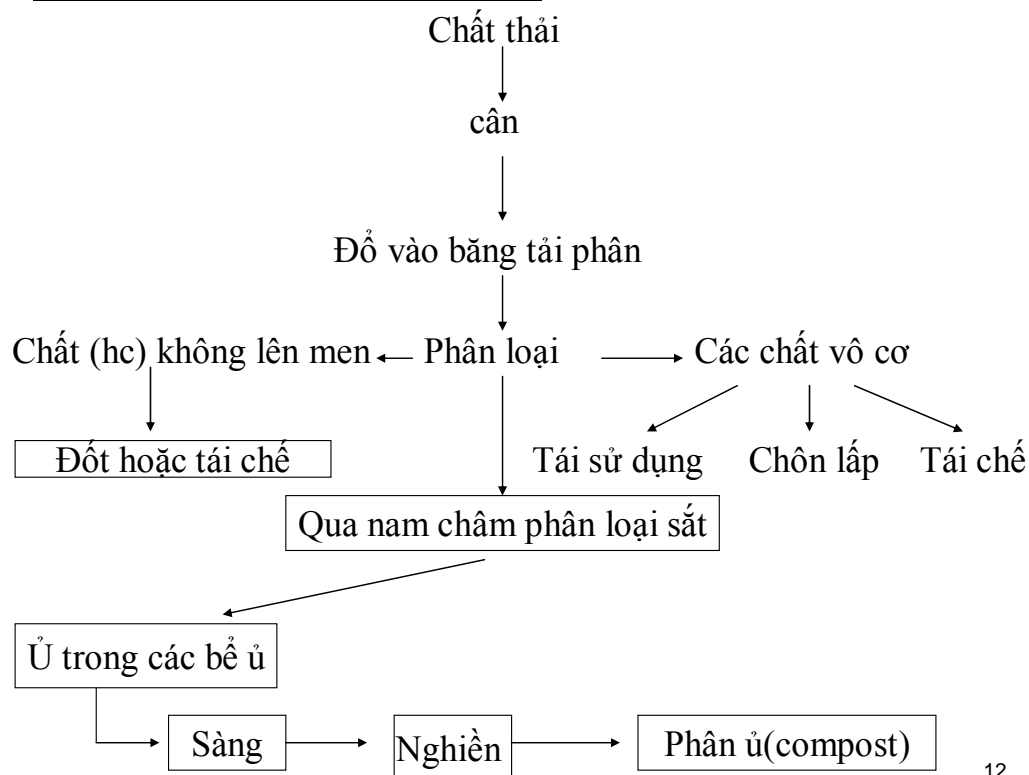 Chất thải
cân
Đổ vào băng tải phân
Chất (hc) không lên men
Phân loại
Các chất vô cơ
Đốt hoặc tái chế
Tái sử dụng
Chôn lấp
Tái chế
Qua nam châm phân loại sắt
Ủ trong các bể ủ
Sàng
Nghiền
Phân ủ(compost)
12